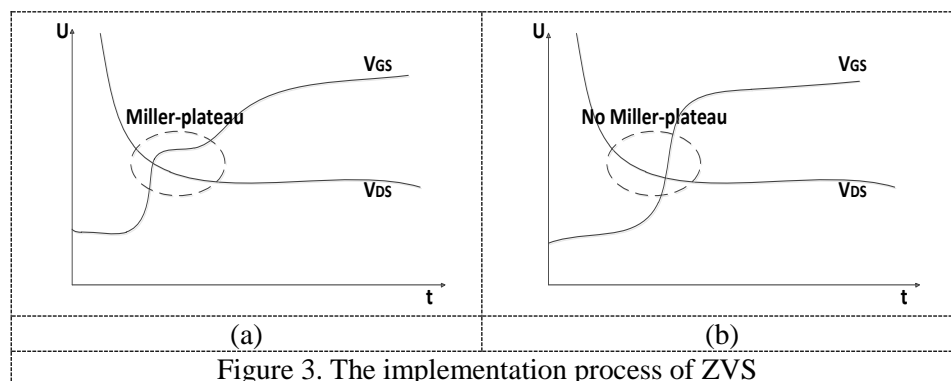 U
VGS
Miller-plateau
VDS
t
(a)
U
VGS
No Miller-plateau
VDS
t
(b)
Figure 3. The implementation process of ZVS